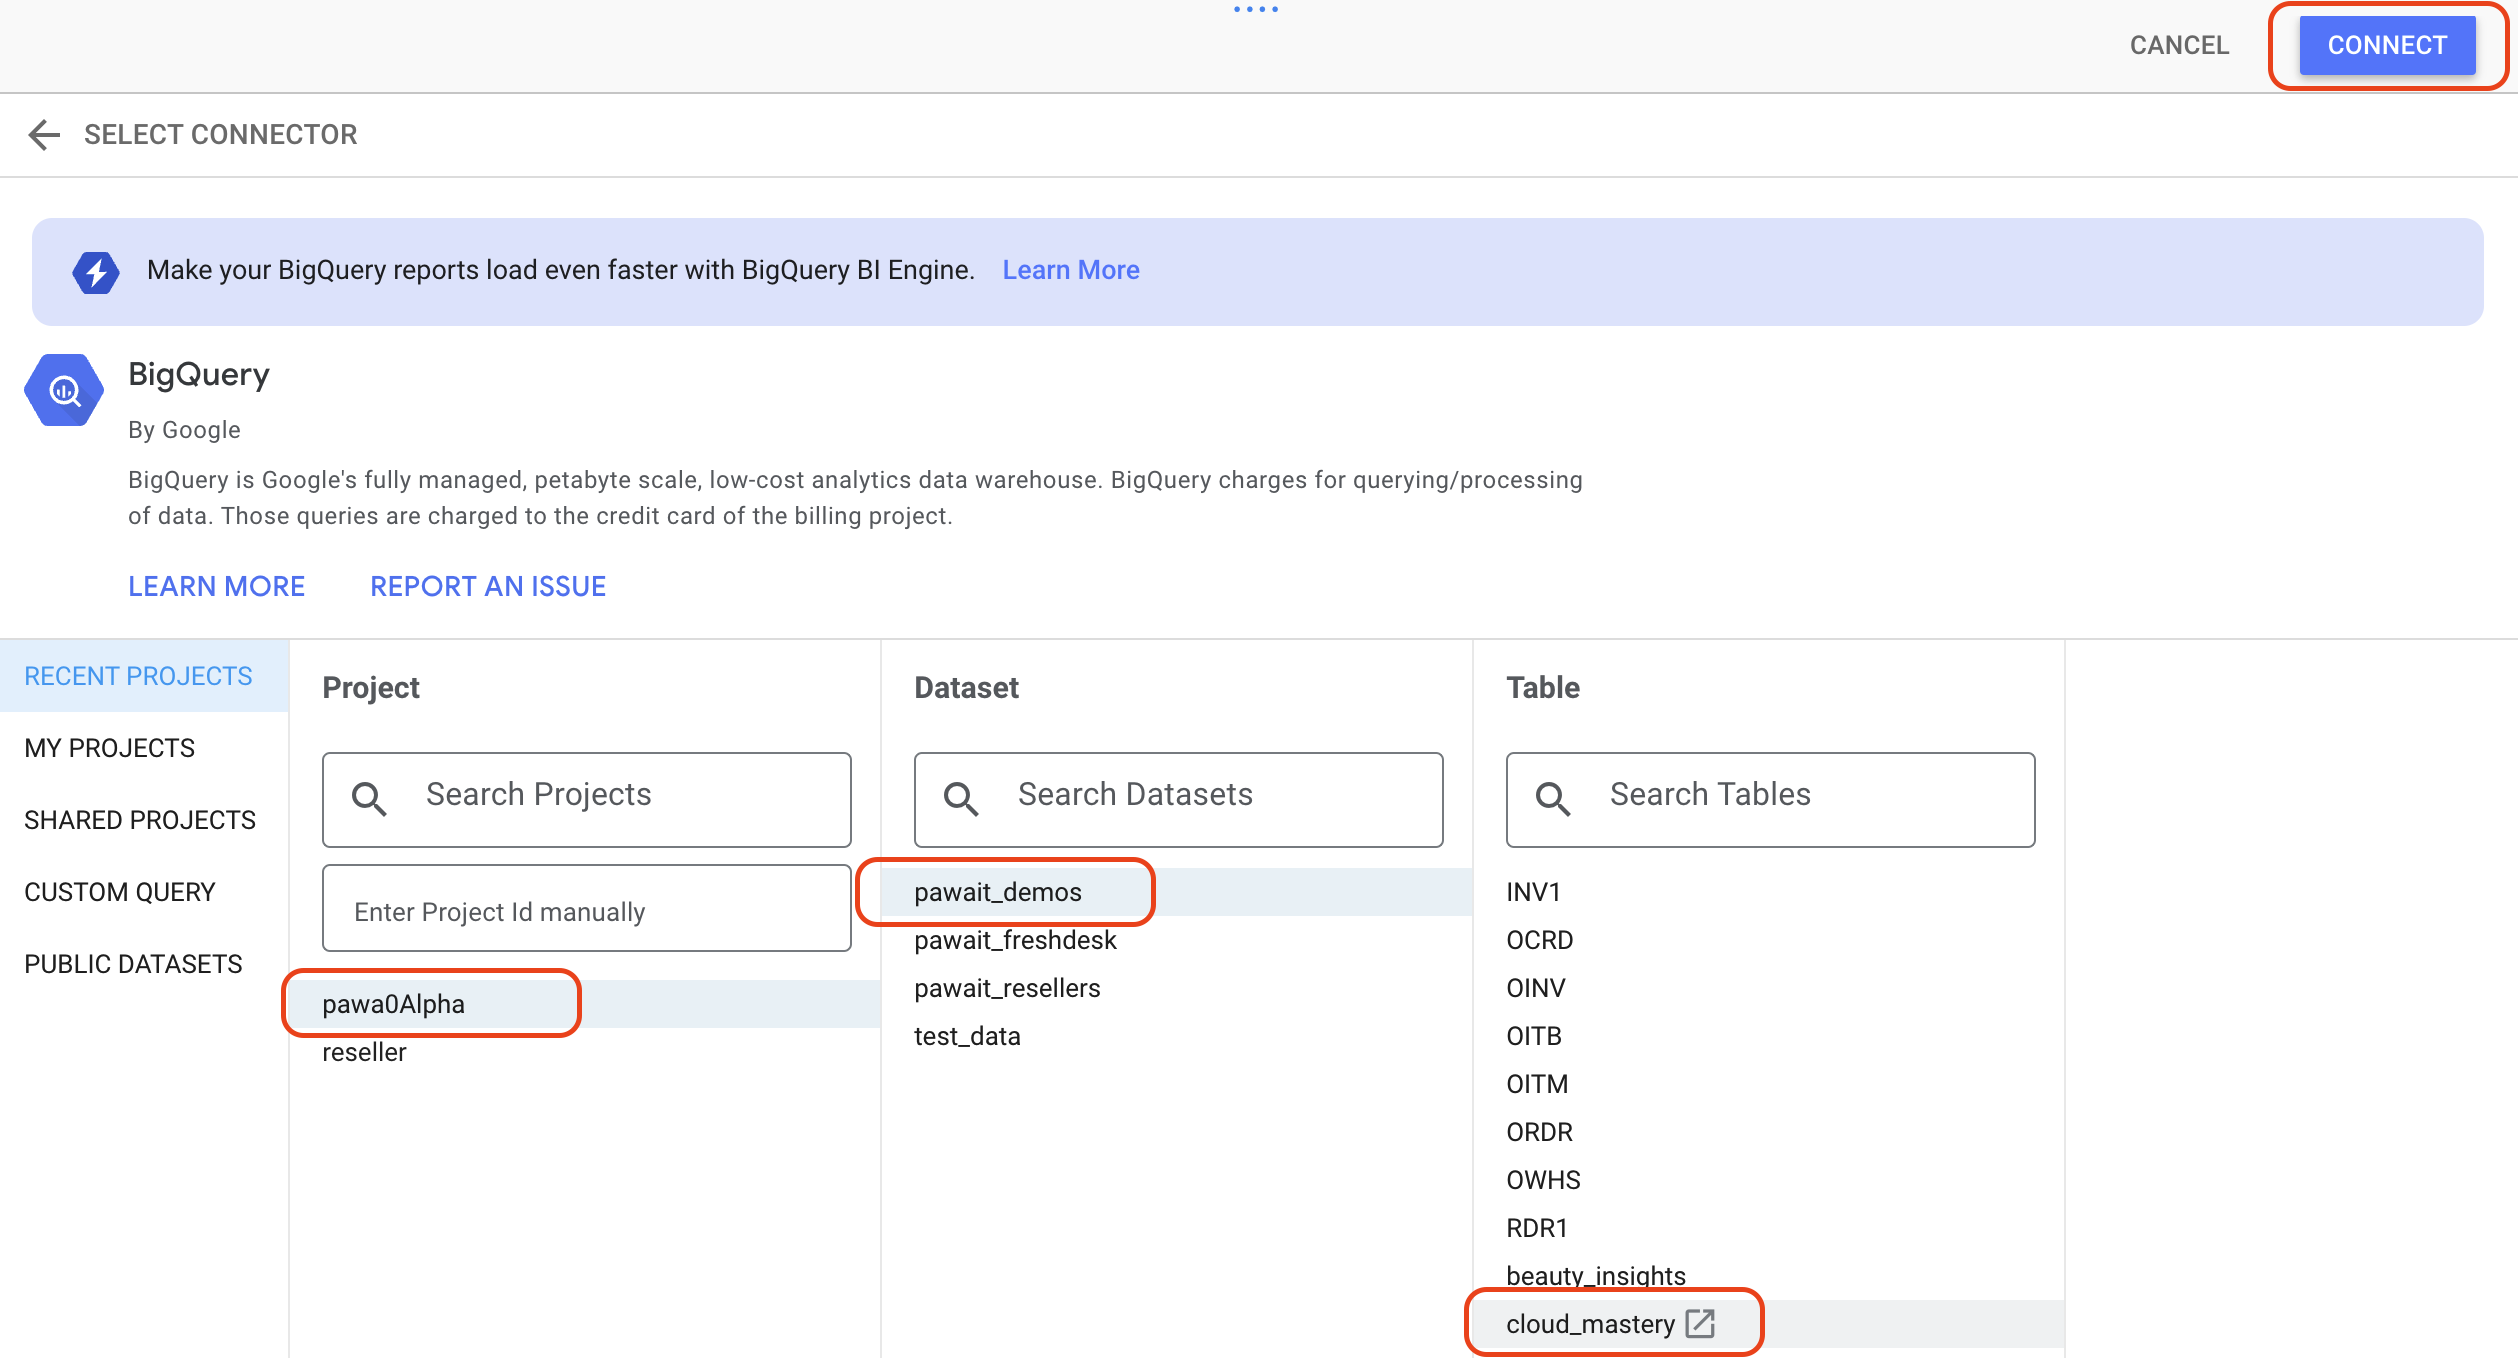 CANCEL
CONNECT
SELECT CONNECTOR
Make your BigQuery reports load even faster with BigQuery BI Engine. Learn More
BigQuery
By Google
BigQuery is Google's fully managed, petabyte scale, low-cost analytics data warehouse. BigQuery charges for querying/processing
of data. Those queries are charged to the credit card of the billing project.
LEARN MORE
REPORT AN ISSUE
RECENT PROJECTS
MY PROJECTS
SHARED PROJECTS
CUSTOM QUERY
PUBLIC DATASETS
Project
Search Projects
Enter Project Id manually
pawa0Alpha
reseller
Dataset
Search Datasets
pawait_demos
pawait_freshdesk
pawait_resellers
test_data
Table
Search Tables
INV1
OCRD
OINV
OITB
OITM
ORDR
OWHS
RDR1
beauty_insights
cloud_mastery